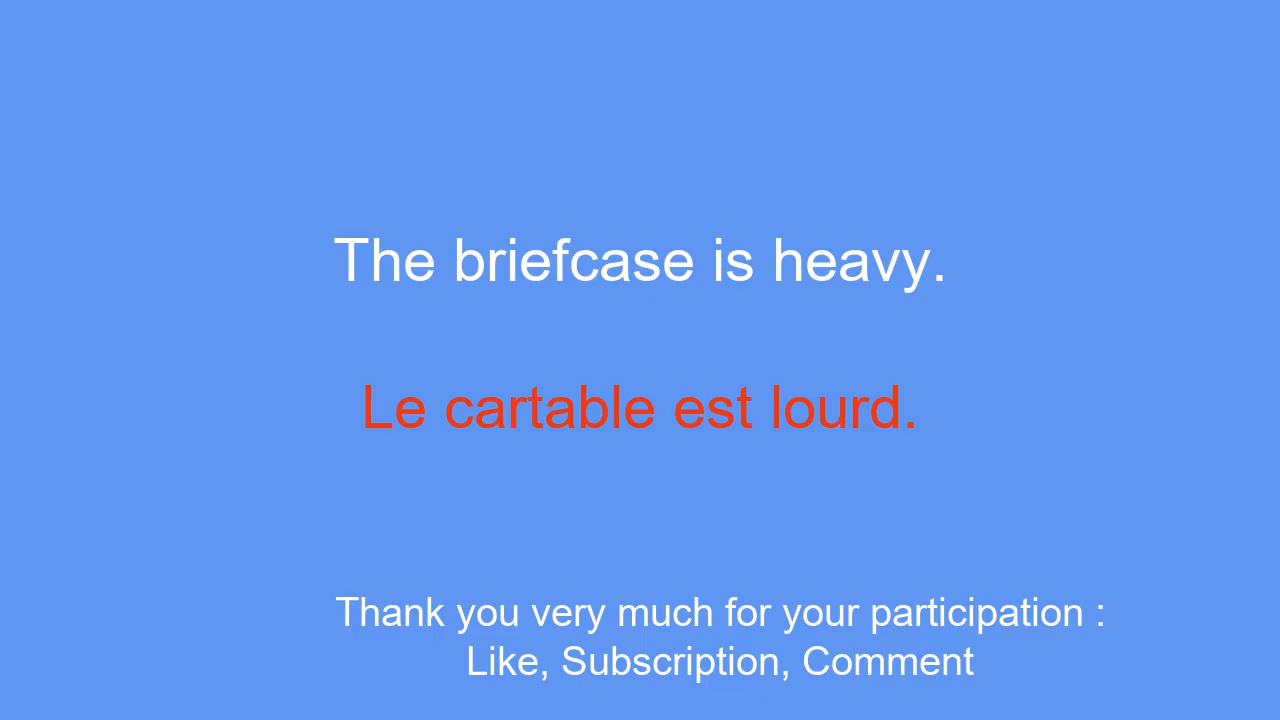 The briefcase is heavy.
Le cartable est lourd.
Thank you very much for your participation :
Like, Subscription, Comment